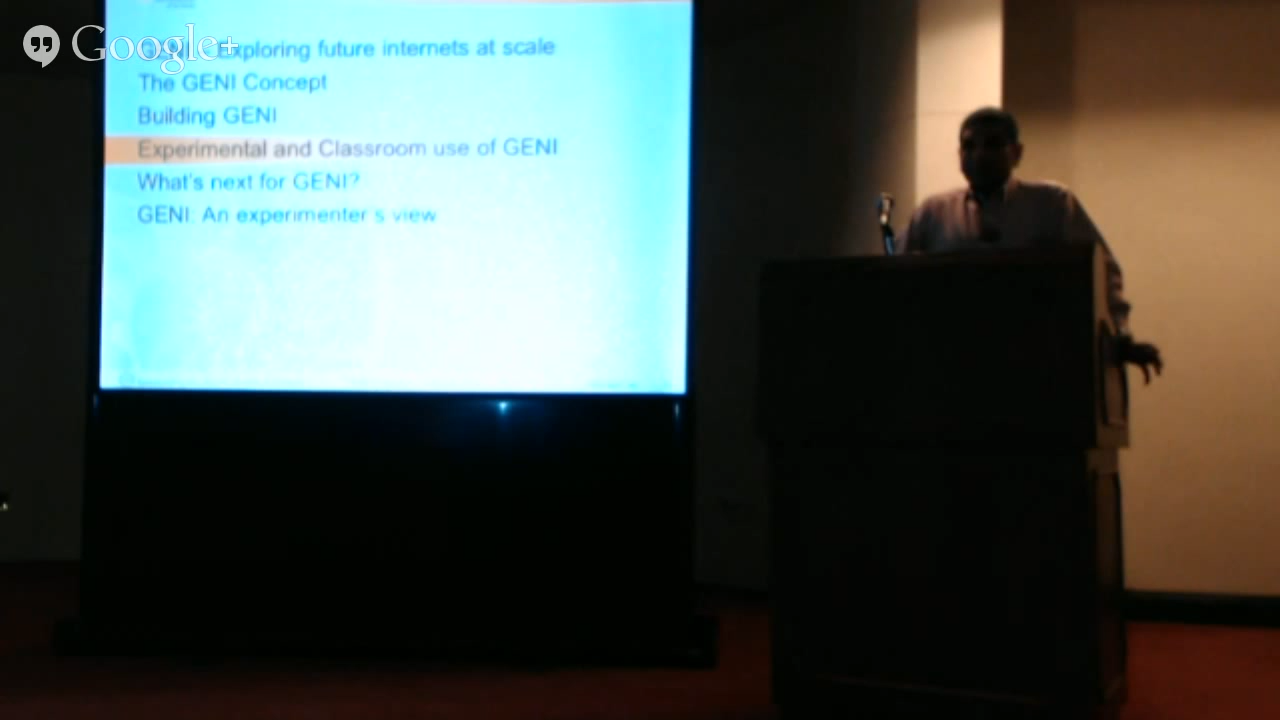 Google+
Exploring future internets at scale
The GENI Concept
Building GENI
Experimental and Classroom use of GENI
What's next for GENI?
GENI: An experimenter's view